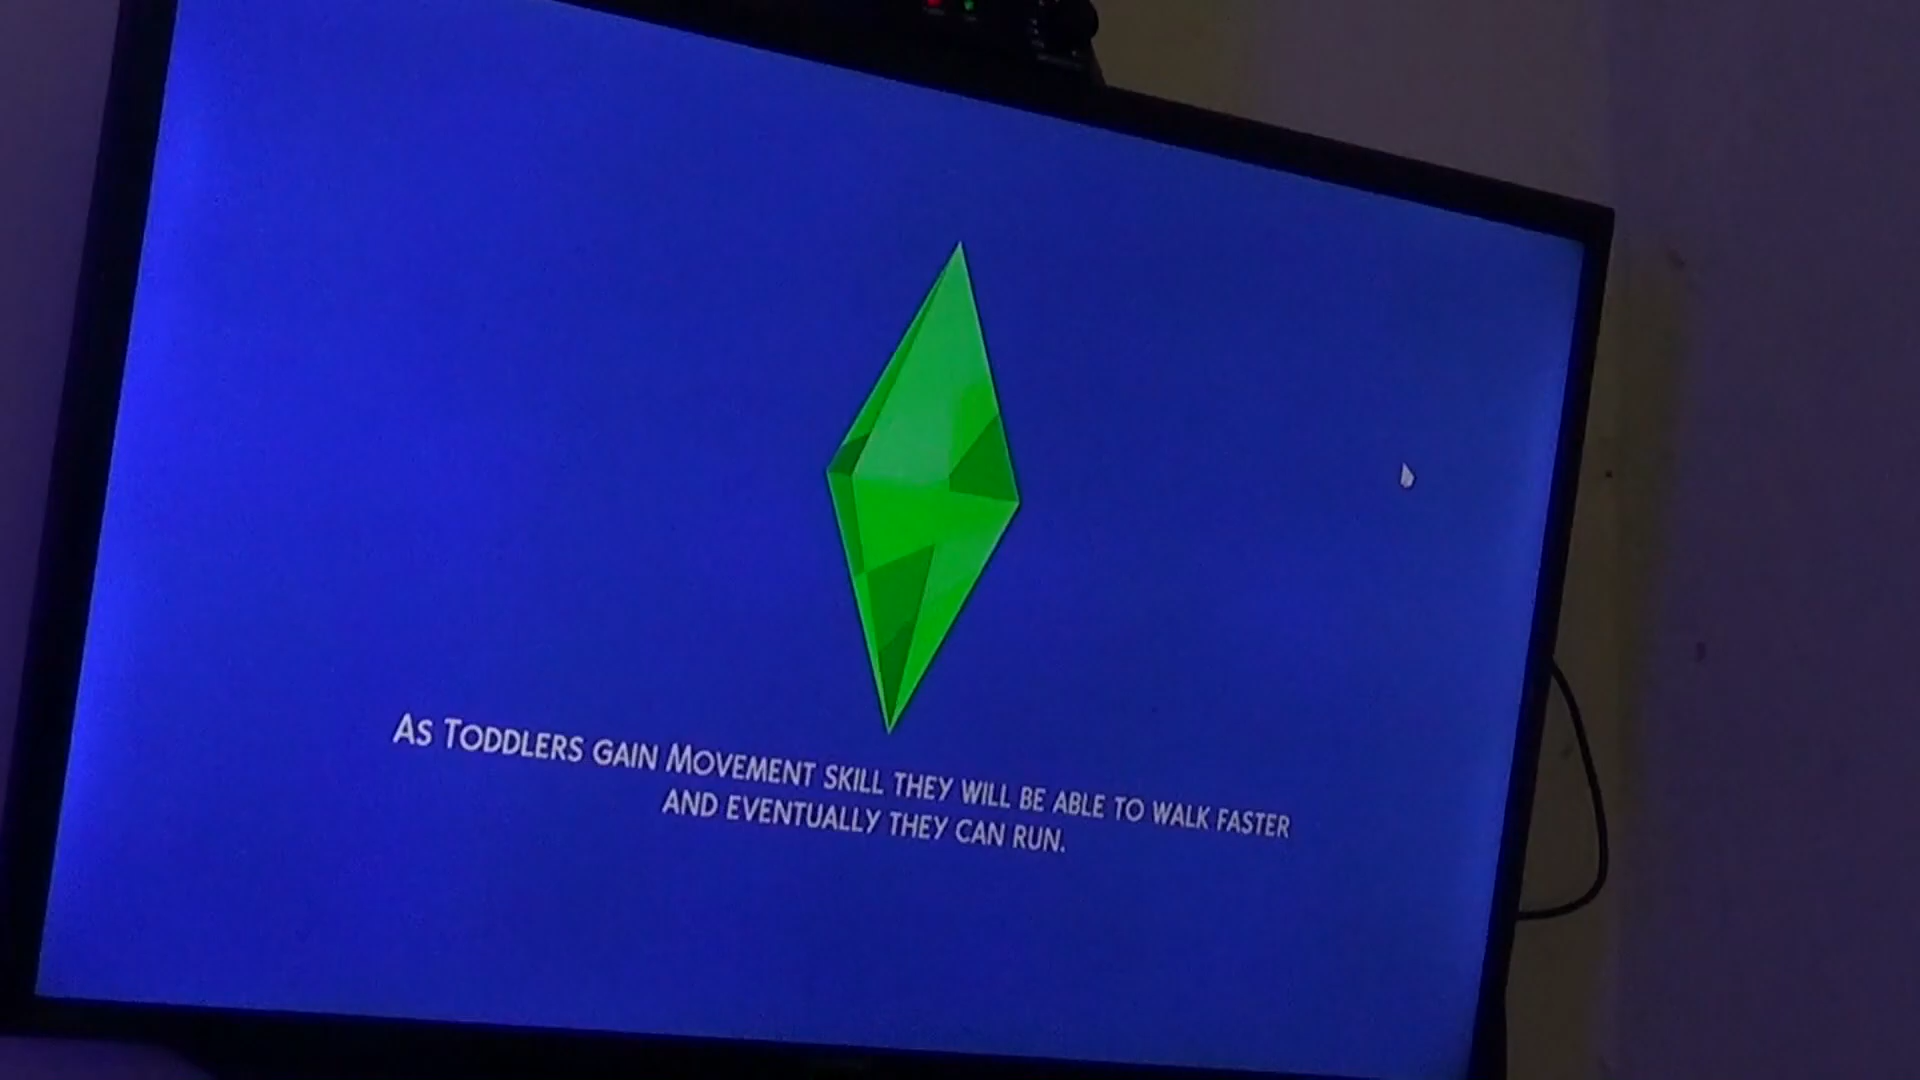 As Toddlers gain Movement skill they will be able to walk faster
and eventually they can run.